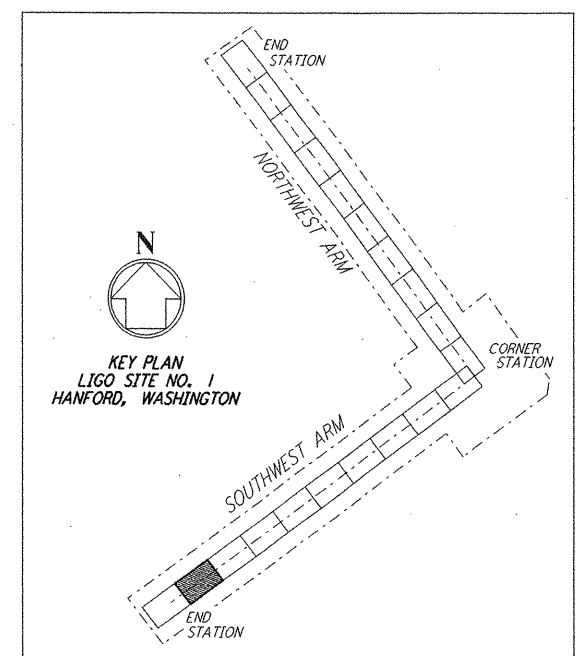 END
STATION
NORTHWEST ARM
N
KEY PLAN
LIGO SITE NO. 1
HANFORD, WASHINGTON
CORNER
STATION
SOUTHWEST ARM
END
STATION